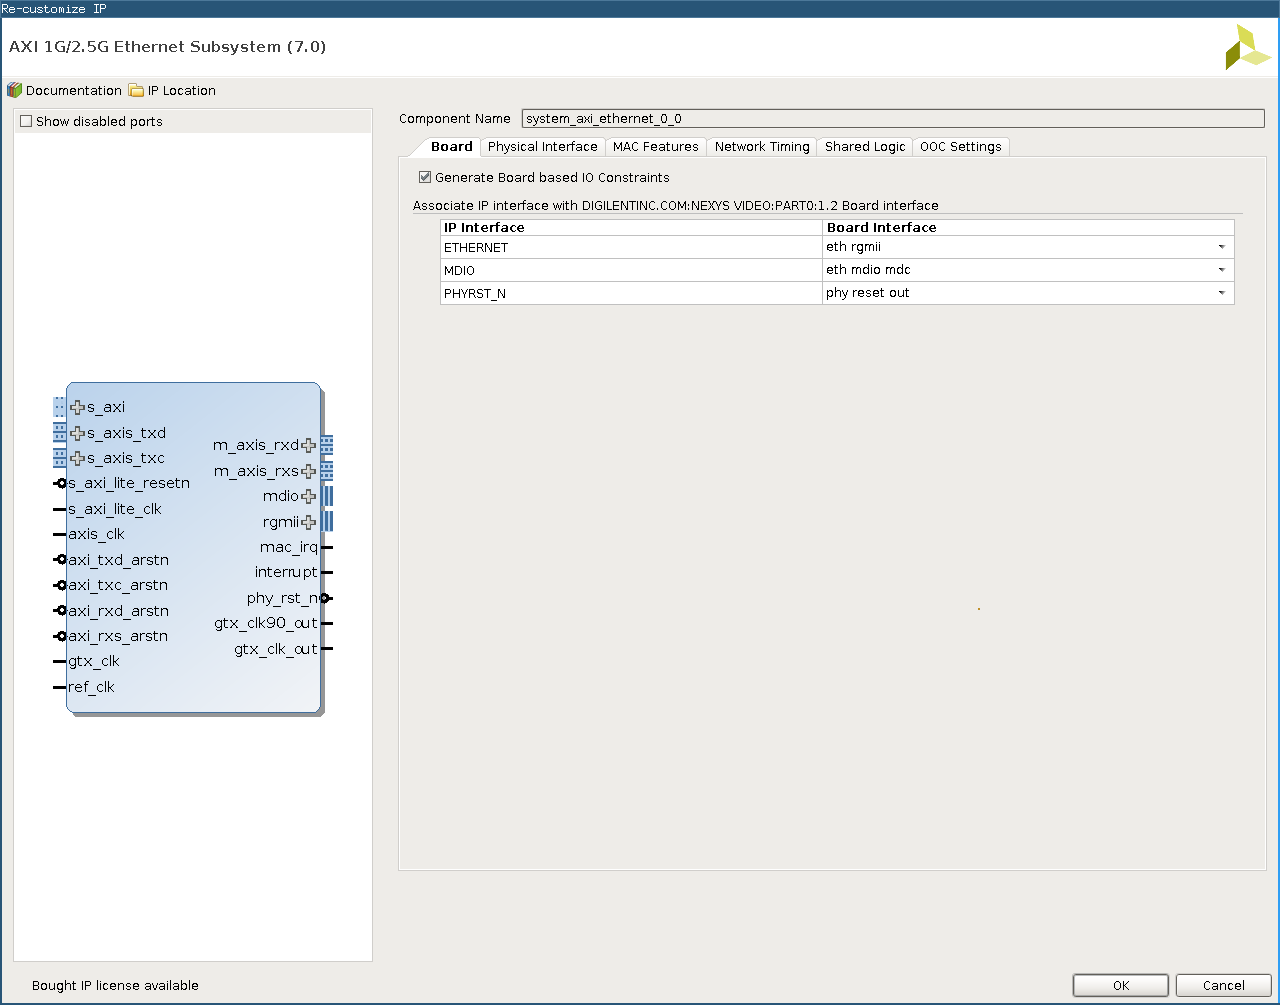 Re-customize IP
AXI 1G/2.5G Ethernet Subsystem (7.0)
Documentation IP Location
Show disabled ports
s_axi
s_axis_txd
s_axis_txc
s_axi_lite_resetn
s_axi_lite_clk
axis_clk
axi_txd_arstn
axi_txc_arstn
axi_rxd_arstn
axi_rxs_arstn
gtx_clk
ref_clk
m_axis_rxd
m_axis_rxs
mdio
rgmii
mac_irq
interrupt
phy_rst_n
gtx_clk90_out
gtx_clk_out
Component Name system_axi_ethernet_0_0
Board Physical Interface MAC Features Network Timing Shared Logic OOC Settings
Generate Board based IO Constraints
Associate IP interface with DIGILENTINC.COM:NEXYS VIDEO:PART0:1.2 Board interface
IP Interface Board Interface
ETHERNET eth rgmii
MDIO eth mdio mdc
PHYRST_N phy reset out
Bought IP license available
OK Cancel